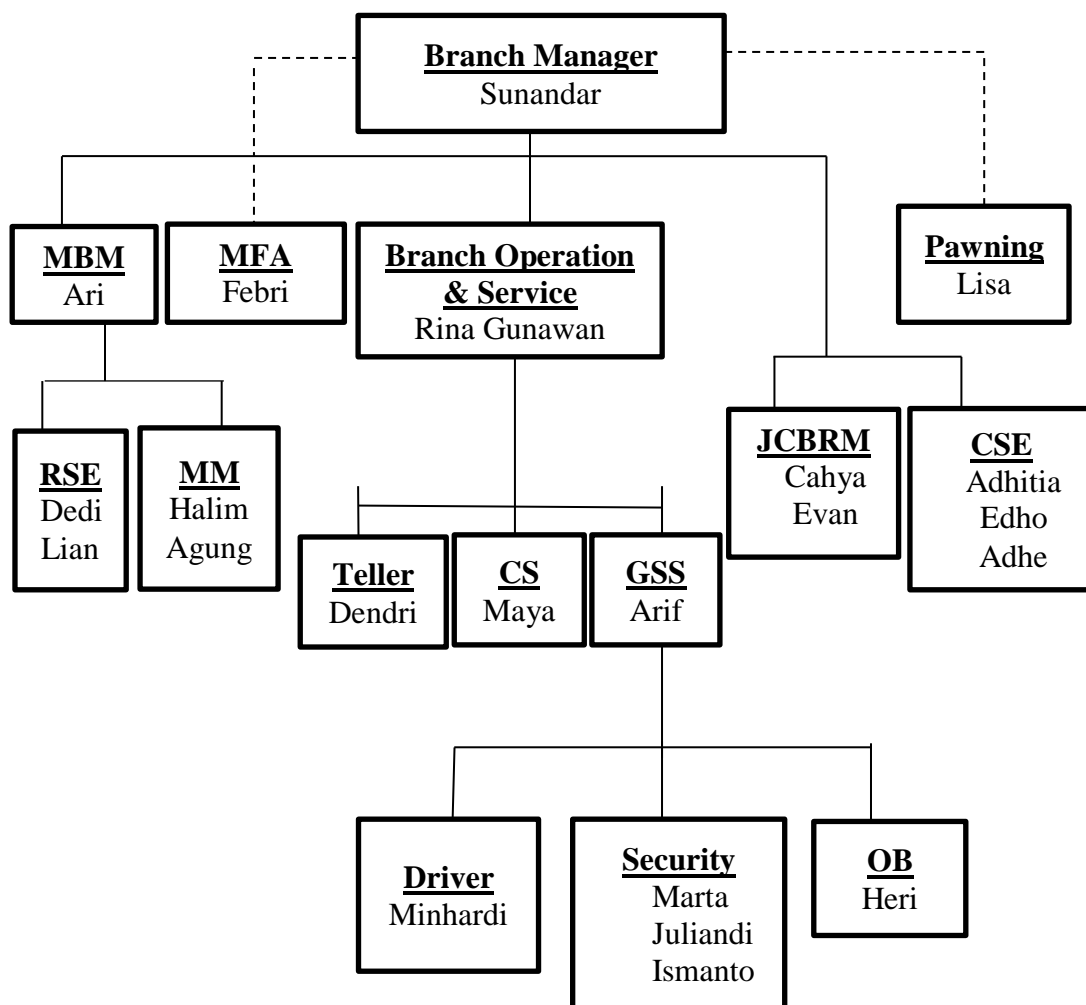 Branch Manager
Sunandar
MBM
Ari
MFA
Febri
Branch Operation
& Service
Rina Gunawan
Pawning
Lisa
RSE
Dedi
Lian
MM
Halim
Agung
JCBRM
Cahya
Evan
CSE
Adhitia
Edho
Adhe
Teller
Dendri
CS
Maya
GSS
Arif
Driver
Minhardi
Security
Marta
Juliandi
Ismanto
OB
Heri